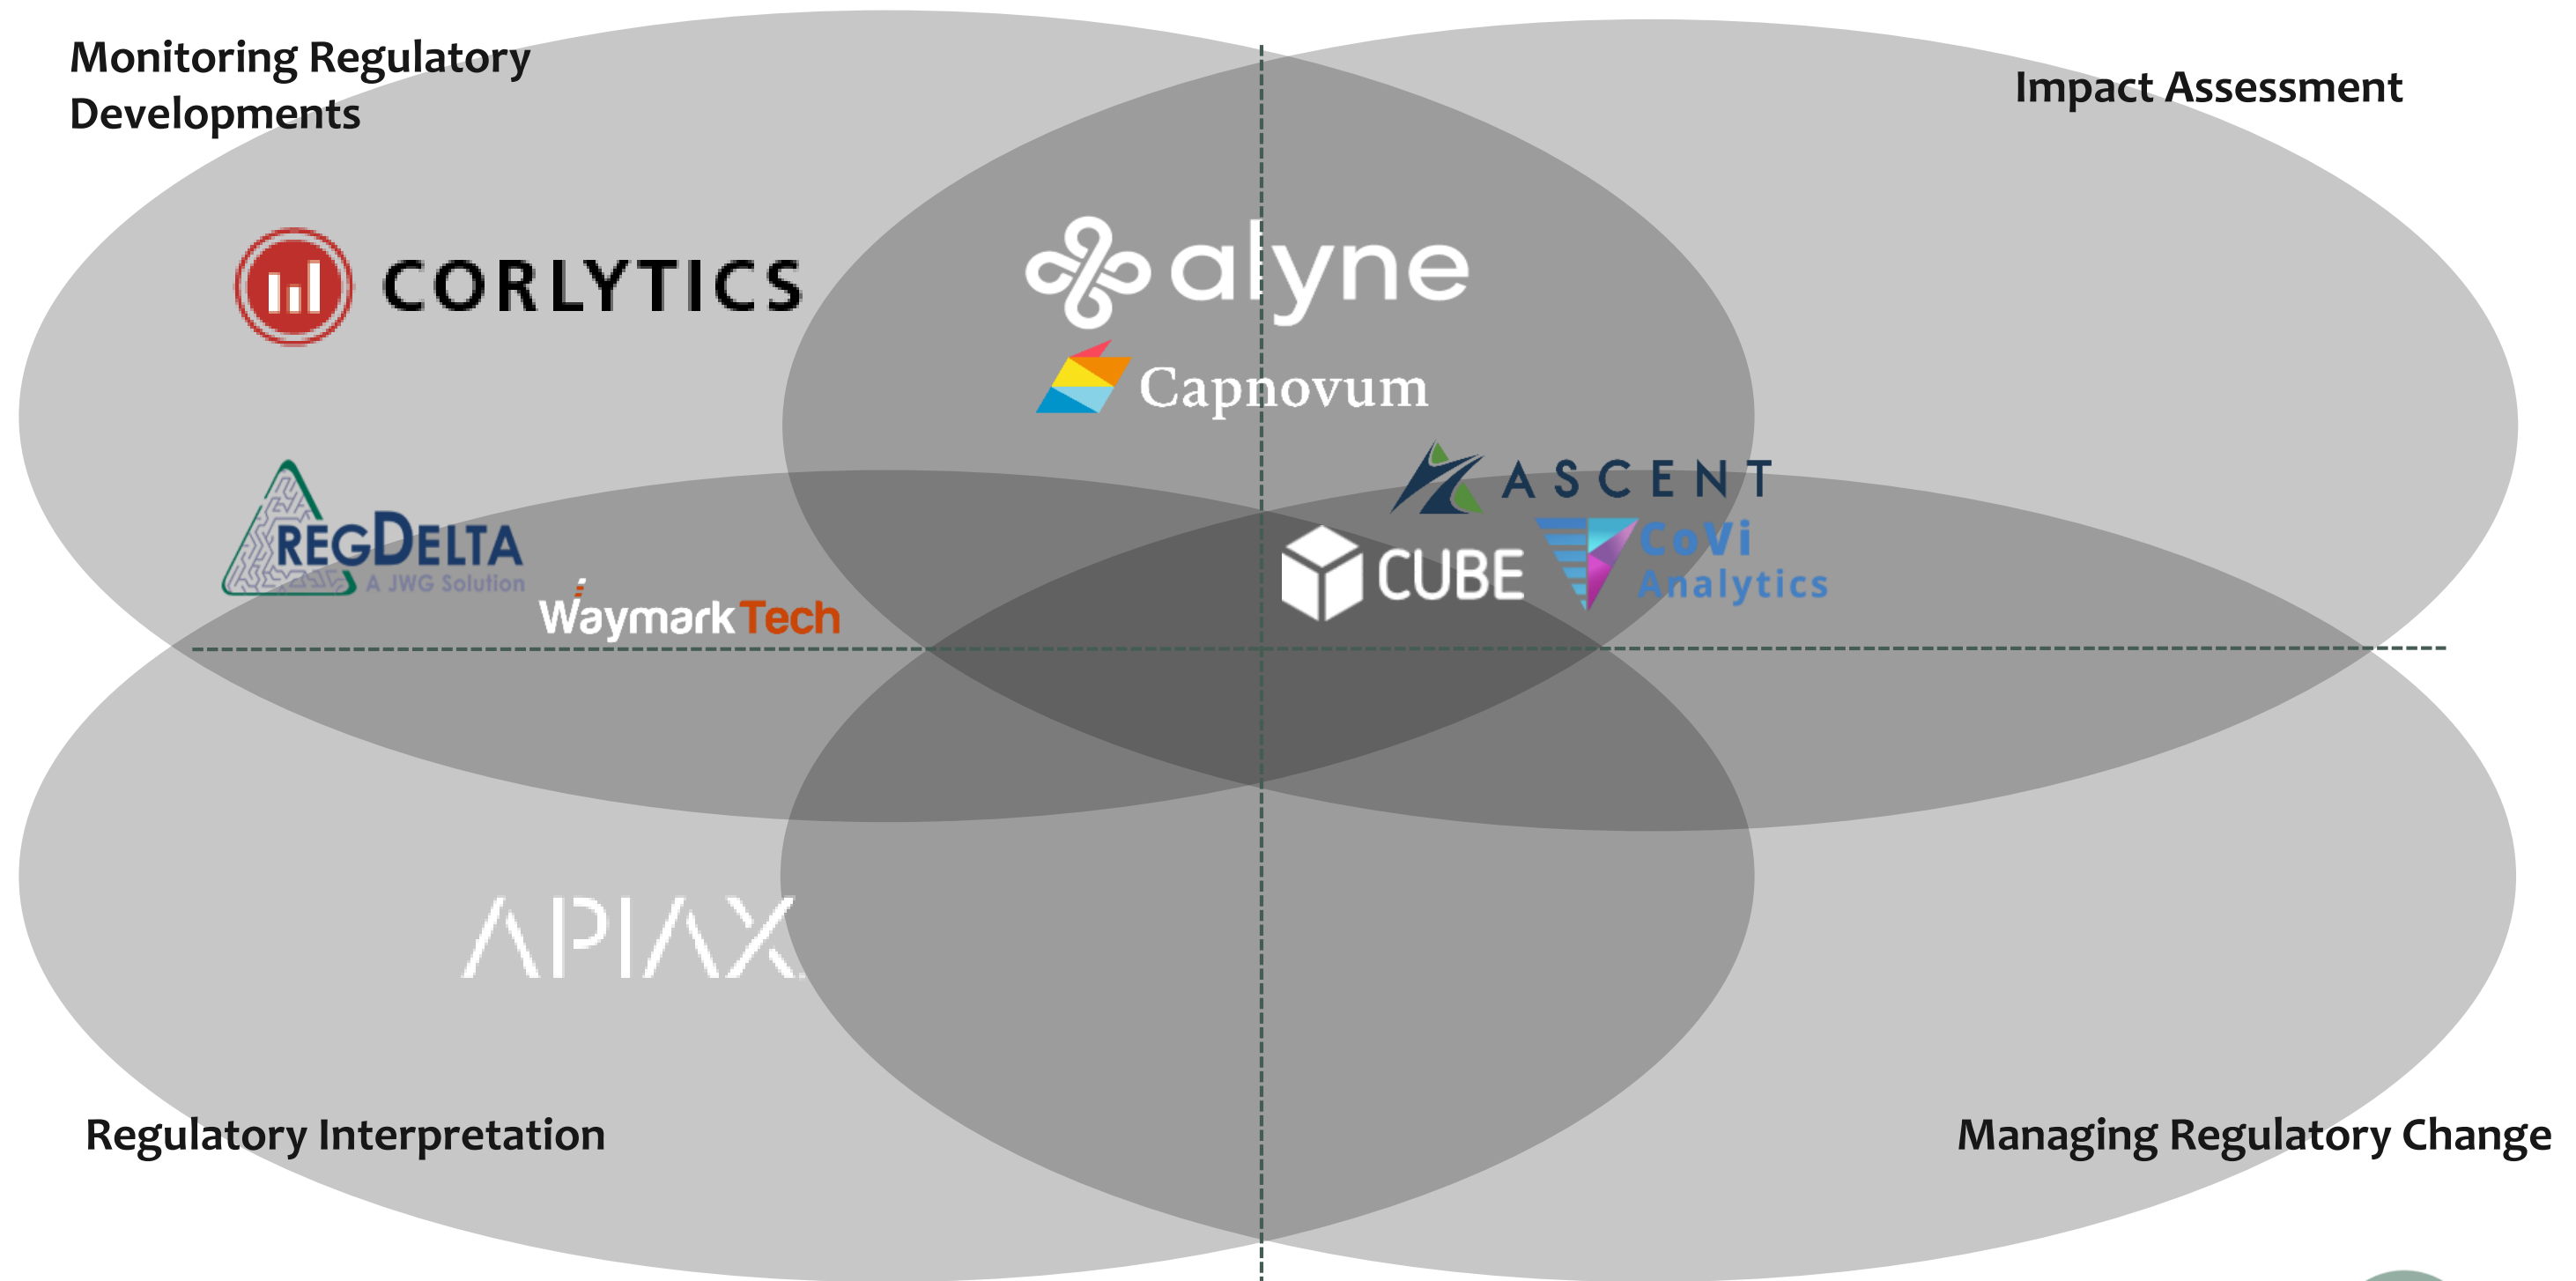 Monitoring Regulatory
Developments
Impact Assessment
CORLYTICS
alyne
Capnovum
ASCENT
REGDELTA
A JWG Solution
CUBE
CoVi
Analytics
WaymarkTech
APIAX
Regulatory Interpretation
Managing Regulatory Change